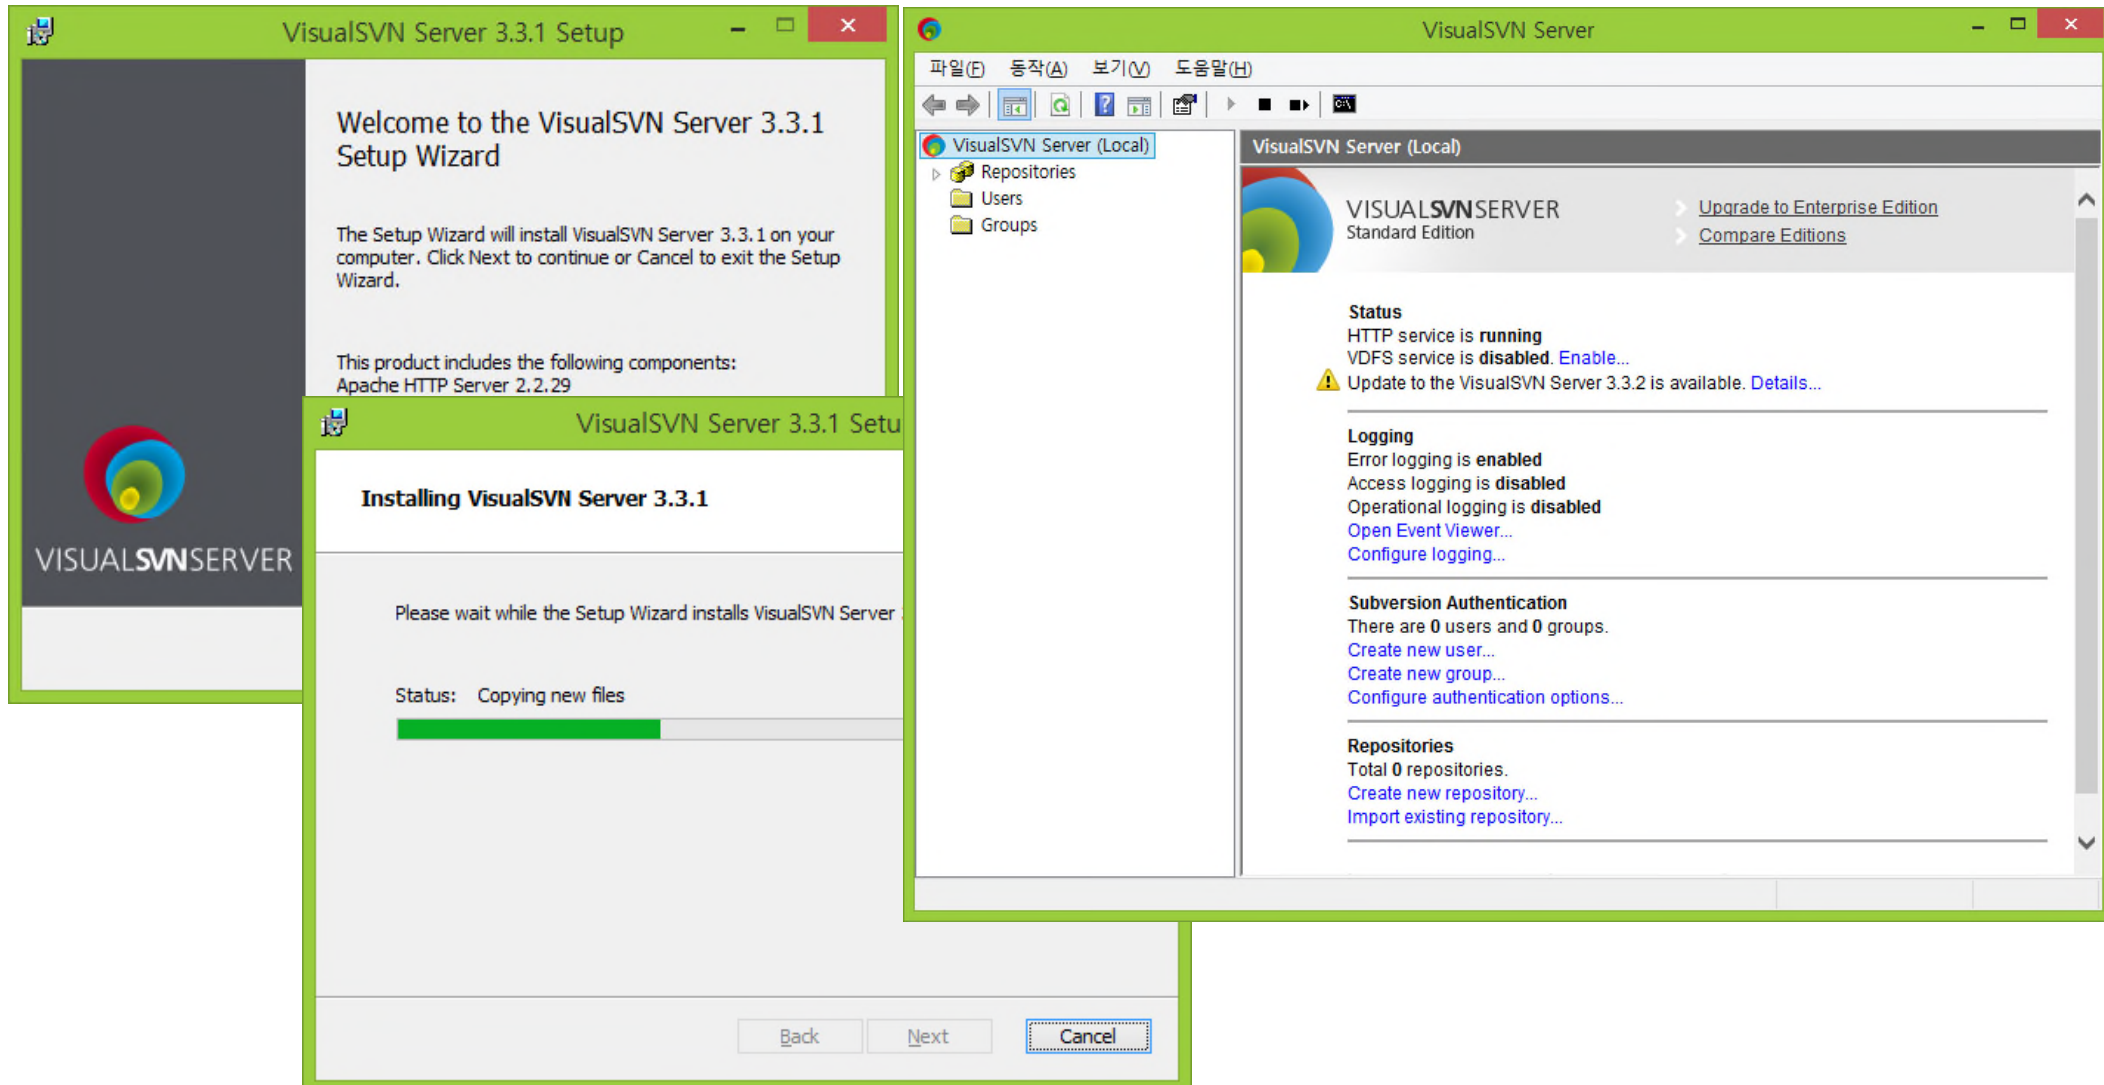 VisualSVN Server 3.3.1 Setup
Welcome to the VisualSVN Server 3.3.1
Setup Wizard
The Setup Wizard will install VisualSVN Server 3.3.1 on your
computer. Click Next to continue or Cancel to exit the Setup
Wizard.
This product includes the following components:
Apache HTTP Server 2.2.29
VISUALSVNSERVER
VisualSVN Server 3.3.1 Setu
Installing VisualSVN Server 3.3.1
Please wait while the Setup Wizard installs VisualSVN Server
Status: Copying new files
Back Next Cancel
VisualSVN Server
파일(F) 동작(A) 보기(V) 도움말(H)
VisualSVN Server (Local)
Repositories
Users
Groups
VisualSVN Server (Local)
VISUALSVNSERVER
Standard Edition
Upgrade to Enterprise Edition
Compare Editions
Status
HTTP service is running
VDFS service is disabled. Enable...
Update to the VisualSVN Server 3.3.2 is available. Details...
Logging
Error logging is enabled
Access logging is disabled
Operational logging is disabled
Open Event Viewer...
Configure logging...
Subversion Authentication
There are 0 users and 0 groups.
Create new user...
Create new group...
Configure authentication options...
Repositories
Total 0 repositories.
Create new repository...
Import existing repository...